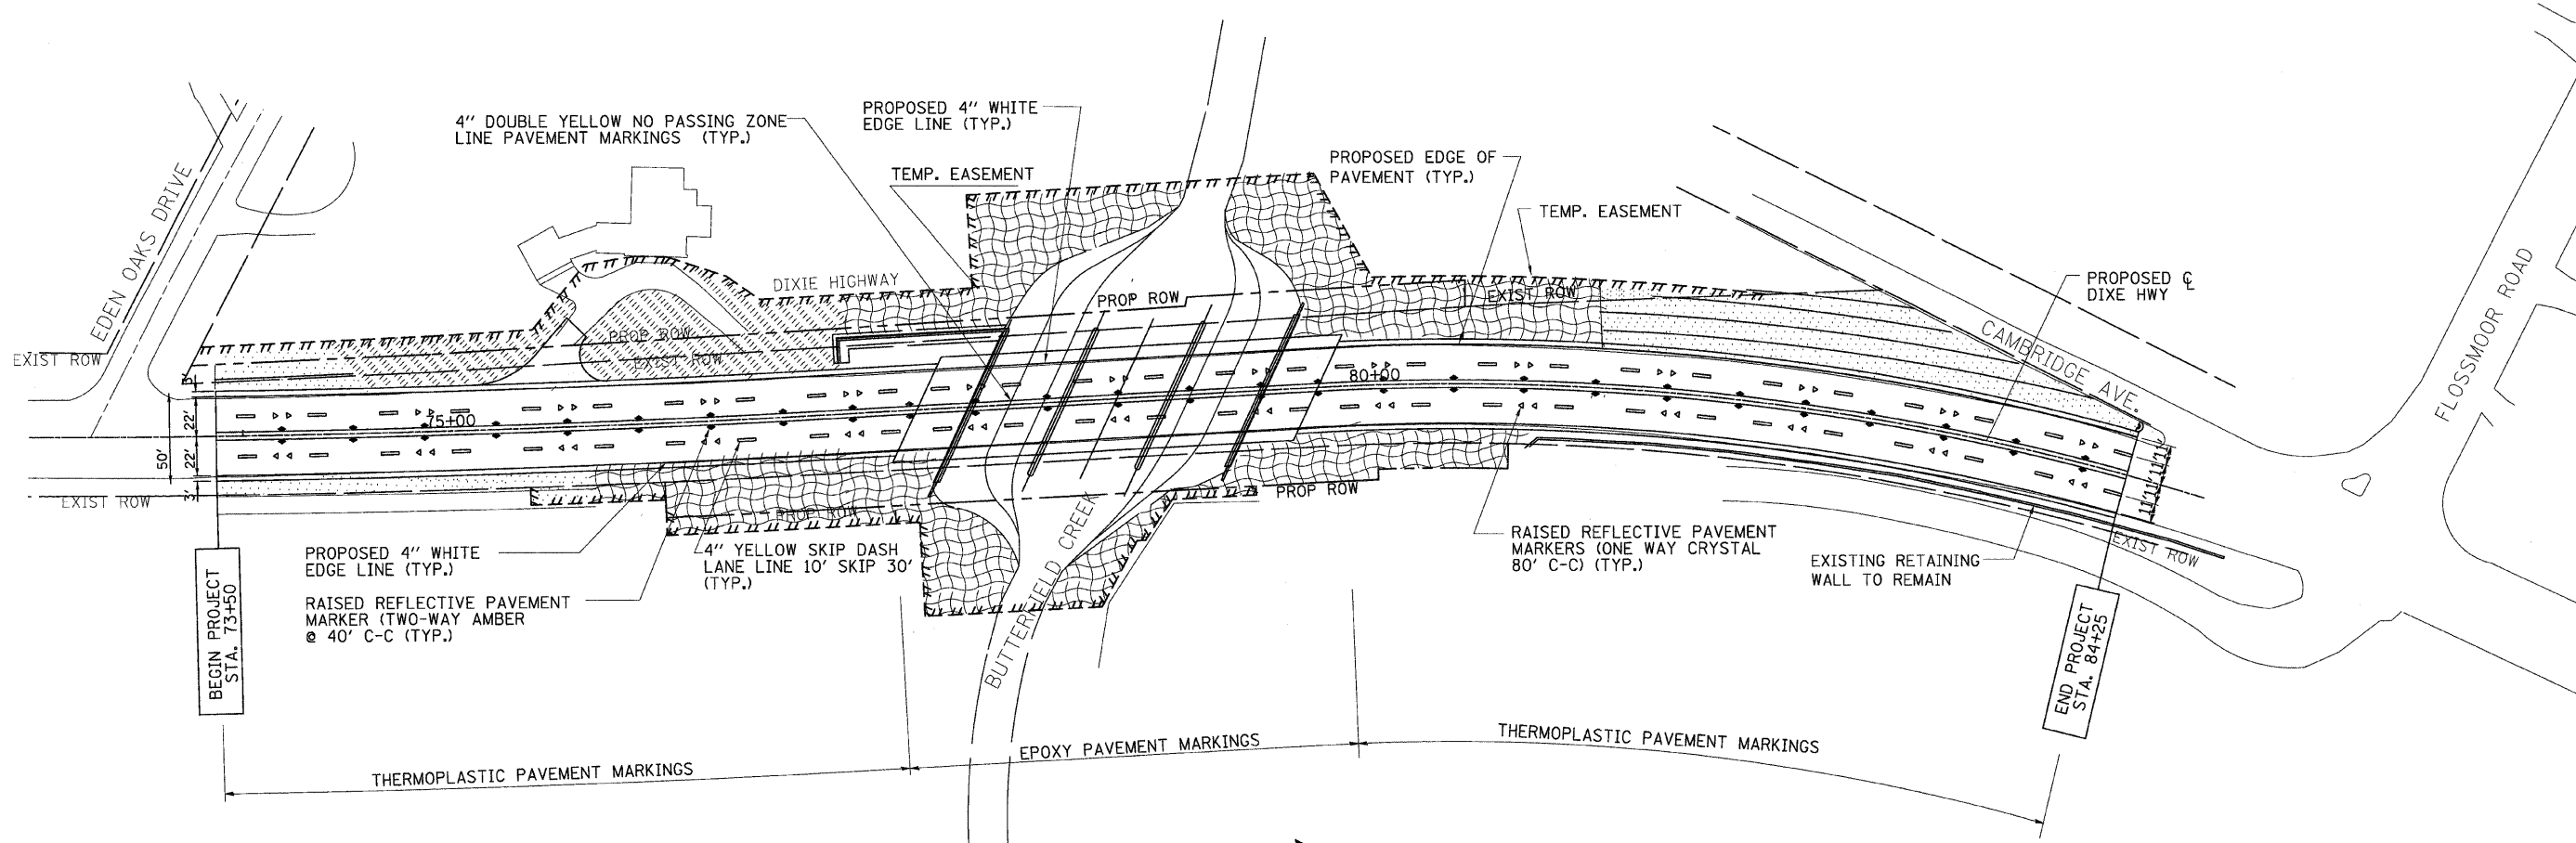 4" DOUBLE YELLOW NO PASSING ZONE
LINE PAVEMENT MARKINGS (TYP.)
PROPOSED 4" WHITE
EDGE LINE (TYP.)
TEMP. EASEMENT
PROPOSED EDGE OF
PAVEMENT (TYP.)
TEMP. EASEMENT
PROPOSED ℄
DIXE HWY
EDEN OAKS DRIVE
EXIST ROW
DIXIE HIGHWAY
PROP ROW
EXIST ROW
PROP ROW
EXIST ROW
CAMBRIDGE AVE.
FLOSSMOOR ROAD
75+00
80+00
22'
50'
22'
3'
EXIST ROW
PROP ROW
PROP ROW
11'
11'
11'
11'
EXIST ROW
BUTTERFIELD CREEK
PROPOSED 4" WHITE
EDGE LINE (TYP.)
RAISED REFLECTIVE PAVEMENT
MARKER (TWO-WAY AMBER
@ 40' C-C (TYP.)
4" YELLOW SKIP DASH
LANE LINE 10' SKIP 30'
(TYP.)
RAISED REFLECTIVE PAVEMENT
MARKERS (ONE WAY CRYSTAL
80' C-C) (TYP.)
EXISTING RETAINING
WALL TO REMAIN
BEGIN PROJECT
STA. 73+50
END PROJECT
STA. 84+25
THERMOPLASTIC PAVEMENT MARKINGS
EPOXY PAVEMENT MARKINGS
THERMOPLASTIC PAVEMENT MARKINGS